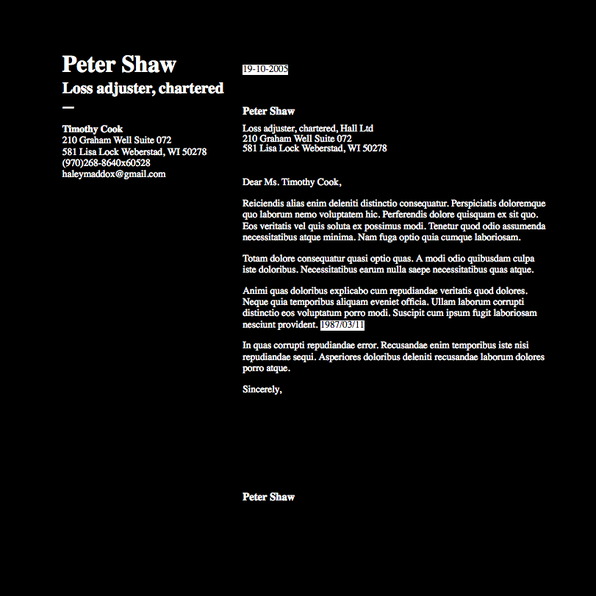 Peter Shaw
Loss adjuster, chartered
—
Timothy Cook
210 Graham Well Suite 072
581 Lisa Lock Weberstad, WI 50278
(970)268-8640x60528
haleymaddox@gmail.com
19-10-2005
Peter Shaw
Loss adjuster, chartered, Hall Ltd
210 Graham Well Suite 072
581 Lisa Lock Weberstad, WI 50278
Dear Ms. Timothy Cook,
Reiciendis alias enim deleniti distinctio consequatur. Perspiciatis doloremque
quo laborum nemo voluptatem hic. Perferendis dolore quisquam ex sit quo.
Eos veritatis vel quis soluta ex possimus modi. Tenetur quod odio assumenda
necessitatibus atque minima. Nam fuga optio quia cumque laboriosam.
Totam dolore consequatur quasi optio quas. A modi odio quibusdam culpa
iste doloribus. Necessitatibus earum nulla saepe necessitatibus quas atque.
Animi quas doloribus explicabo cum repudiandae veritatis quod dolores.
Neque quia temporibus aliquam eveniet officia. Ullam laborum corrupti
distinctio eos voluptatum porro modi. Suscipit cum ipsum fugit laboriosam
nesciunt provident. 1987/03/11
In quas corrupti repudiandae error. Recusandae enim temporibus iste nisi
repudiandae sequi. Asperiores doloribus deleniti recusandae laborum dolores
porro atque.
Sincerely,
Peter Shaw